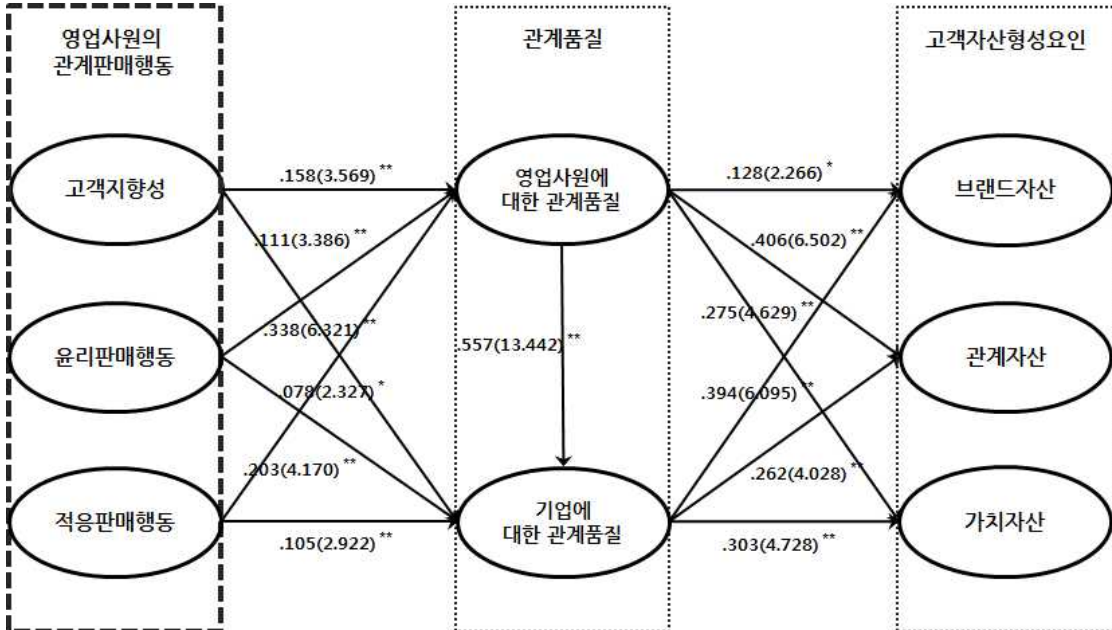 영업사원의
관계판매행동
관계품질
고객자산형성요인
고객지향성
.158(3.569) **
영업사원에
대한 관계품질
.128(2.266) *
브랜드자산
.111(3.386) **
.406(6.502) **
.338(6.321) **
.275(4.629) **
윤리판매행동
.557(13.442) **
관계자산
.078(2.327) *
.394(6.095) **
.203(4.170) **
.262(4.028) **
적응판매행동
.105(2.922) **
기업에
대한 관계품질
.303(4.728) **
가치자산